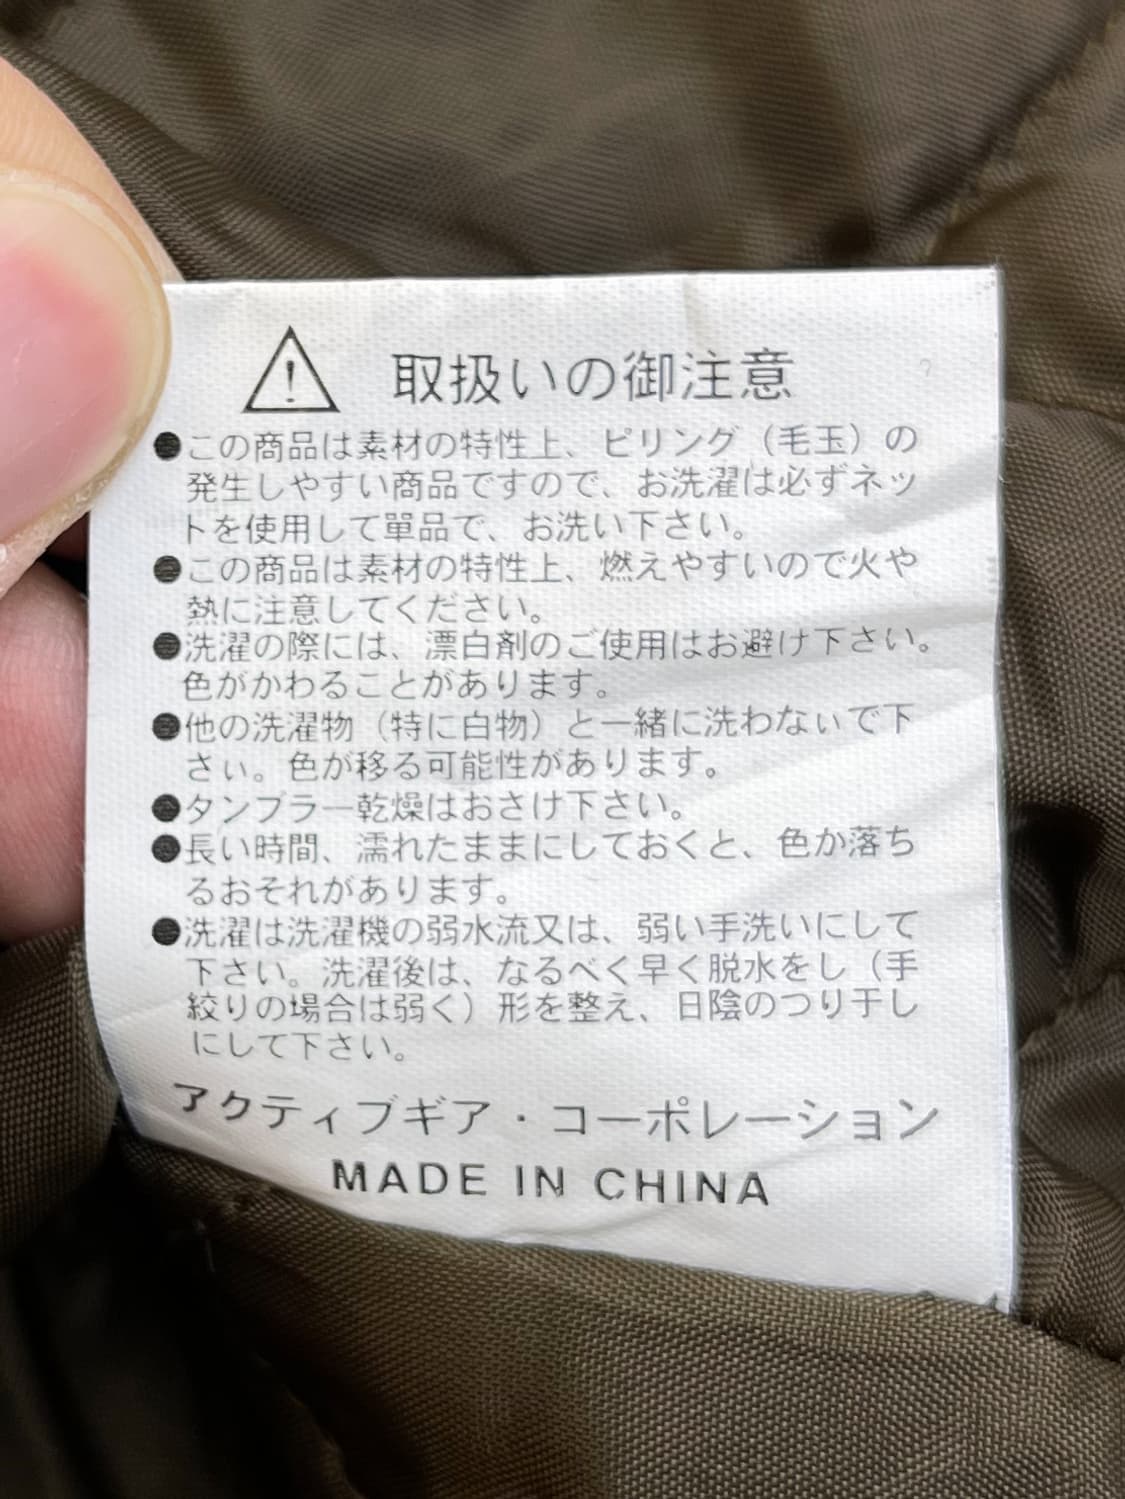 取扱いの御注意
●この商品は素材の特性上、ピリング（毛玉）の
発生しやすい商品ですので、お洗濯は必ずネッ
トを使用して單品で、お洗い下さい。
●この商品は素材の特性上、燃えやすいので火や
熱に注意してください。
●洗濯の際には、漂白剤のご使用はお避け下さい。
色がかわることがあります。
●他の洗濯物（特に白物）と一緒に洗わないで下
さい。色が移る可能性があります。
●タンブラー乾燥はおさけ下さい。
●長い時間、濡れたままにしておくと、色か落ち
るおそれがあります。
●洗濯は洗濯機の弱水流又は、弱い手洗いにして
下さい。洗濯後は、なるべく早く脱水をし（手
絞りの場合は弱く）形を整え、日陰のつり干し
にして下さい。
アクティブギア・コーポレーション
MADE IN CHINA